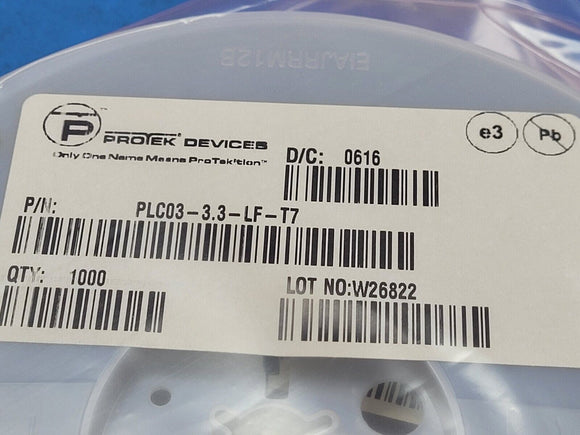 EIAJRRM12B
P PROTEK® DEVICES
Only One Name Means ProTek'tion™
e3 Pb
D/C: 0616
P/N: PLC03-3.3-LF-T7
QTY: 1000
LOT NO:W26822